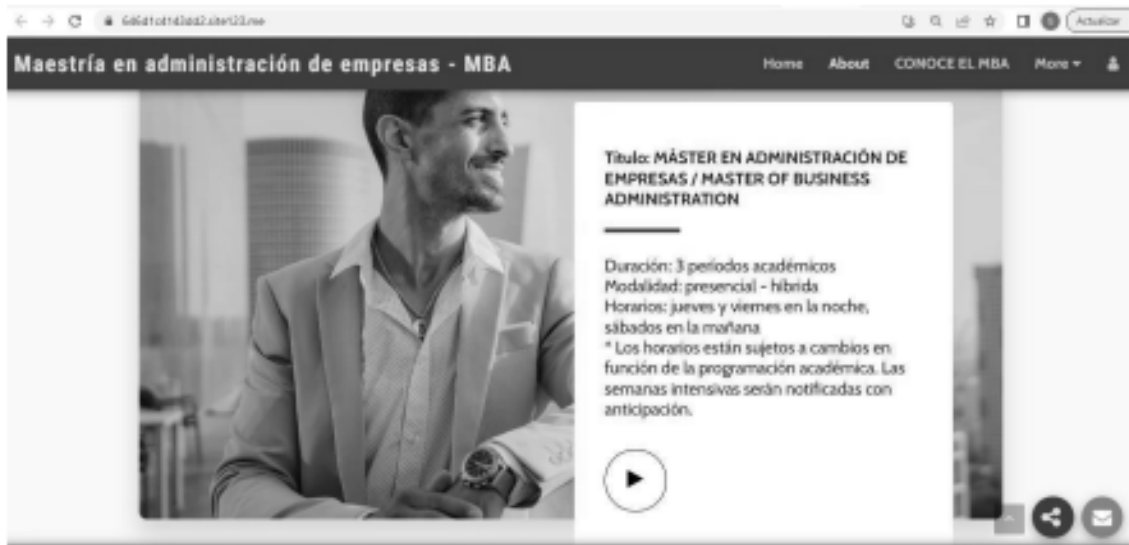 Actualizar
Maestría en administración de empresas - MBA
Home About CONOCE EL MBA More
Titulo: MÁSTER EN ADMINISTRACIÓN DE
EMPRESAS / MASTER OF BUSINESS
ADMINISTRATION
Duración: 3 períodos académicos
Modalidad: presencial - híbrida
Horarios: jueves y viernes en la noche,
sábados en la mañana
* Los horarios están sujetos a cambios en
función de la programación académica. Las
semanas intensivas serán notificadas con
anticipación.